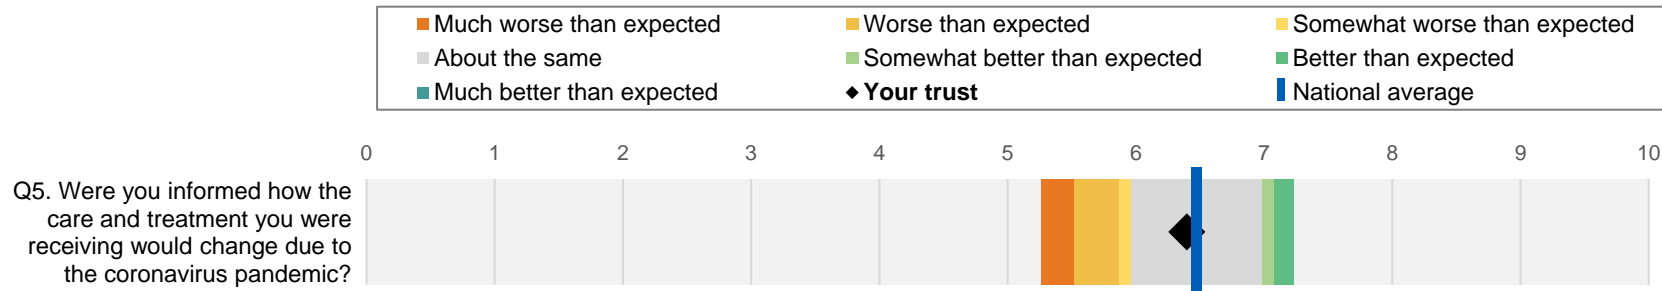 Much worse than expected
Worse than expected
Somewhat worse than expected
About the same
Somewhat better than expected
Better than expected
Much better than expected
Your trust
National average
0 1 2 3 4 5 6 7 8 9 10
Q5. Were you informed how the
care and treatment you were
receiving would change due to
the coronavirus pandemic?